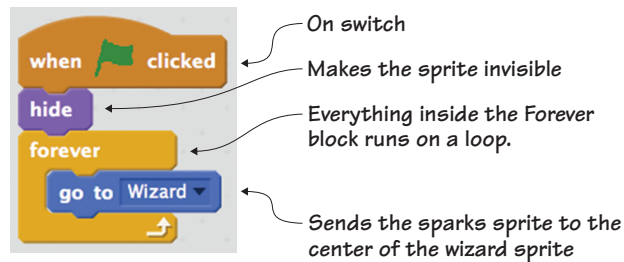 when clicked
On switch
hide
Makes the sprite invisible
forever
Everything inside the Forever
block runs on a loop.
go to Wizard
Sends the sparks sprite to the
center of the wizard sprite